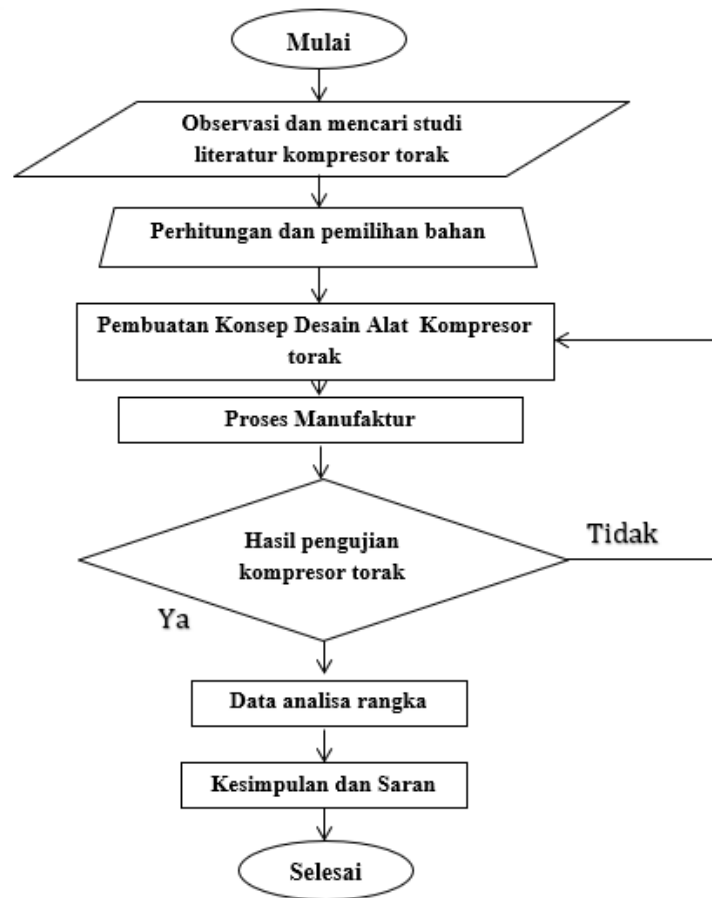 Mulai
Observasi dan mencari studi
literatur kompresor torak
Perhitungan dan pemilihan bahan
Pembuatan Konsep Desain Alat Kompresor
torak
Proses Manufaktur
Hasil pengujian
kompresor torak
Tidak
Ya
Data analisa rangka
Kesimpulan dan Saran
Selesai